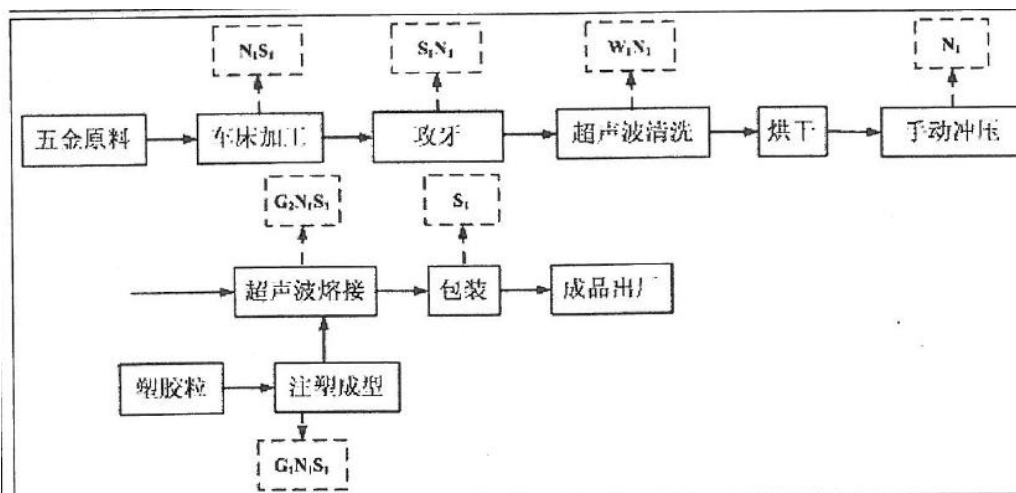 N₁S₁
S₁N₁
W₁N₁
N₁
五金原料
车床加工
攻牙
超声波清洗
烘干
手动冲压
G₂N₁S₁
S₁
超声波熔接
包装
成品出厂
塑胶粒
注塑成型
G₁N₁S₁